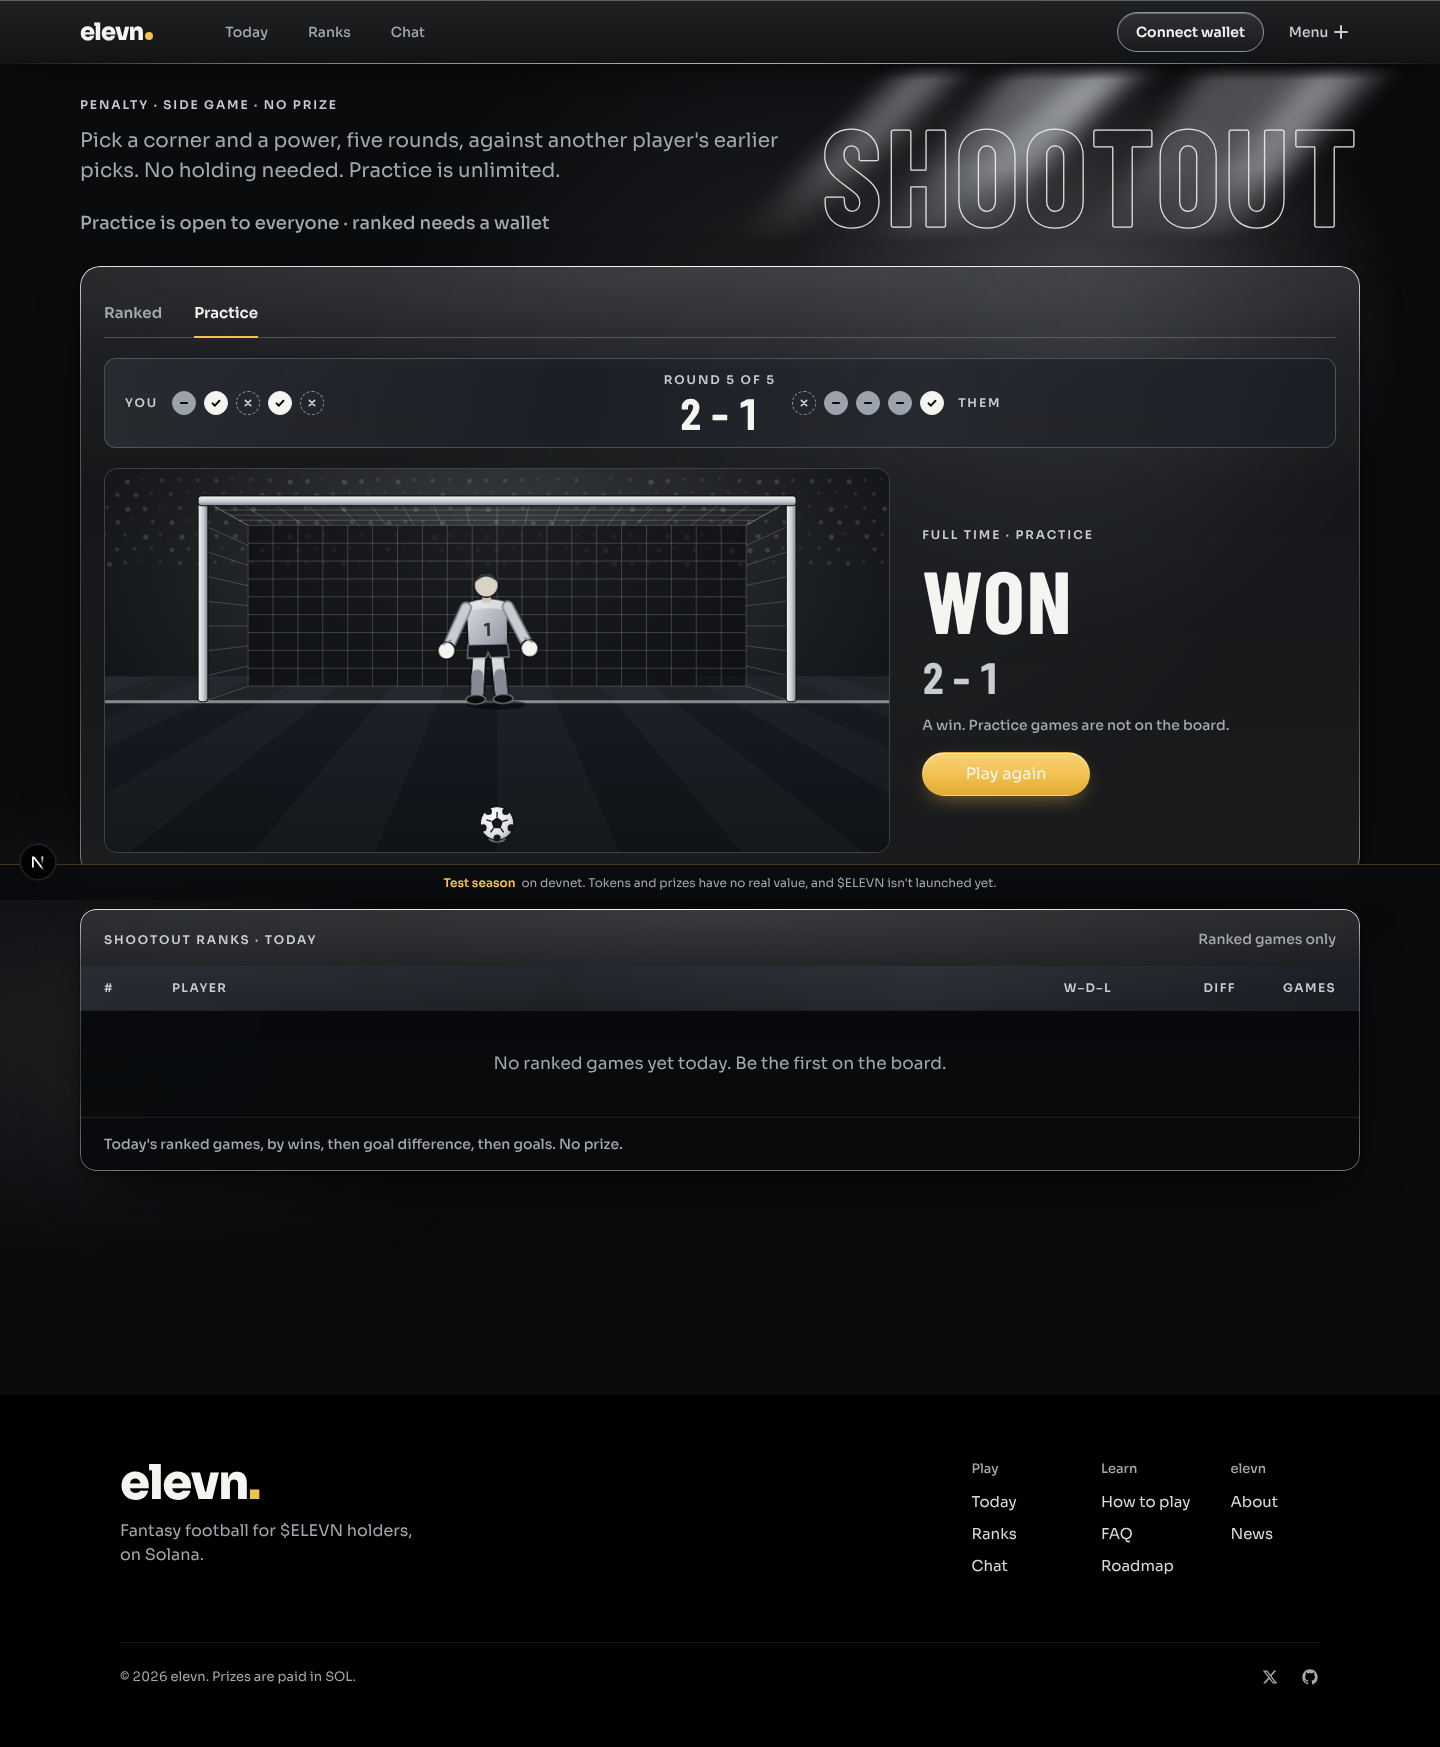 elevn.
Today
Ranks
Chat
Connect wallet
Menu
PENALTY · SIDE GAME · NO PRIZE
Pick a corner and a power, five rounds, against another player's earlier
picks. No holding needed. Practice is unlimited.
Practice is open to everyone · ranked needs a wallet
SHOOTOUT
Ranked
Practice
YOU
ROUND 5 OF 5
2 - 1
THEM
1
FULL TIME · PRACTICE
WON
2 - 1
A win. Practice games are not on the board.
Play again
N
Test season on devnet. Tokens and prizes have no real value, and $ELEVN isn't launched yet.
SHOOTOUT RANKS · TODAY
Ranked games only
#
PLAYER
W–D–L
DIFF
GAMES
No ranked games yet today. Be the first on the board.
Today's ranked games, by wins, then goal difference, then goals. No prize.
elevn.
Fantasy football for $ELEVN holders,
on Solana.
Play
Today
Ranks
Chat
Learn
How to play
FAQ
Roadmap
elevn
About
News
© 2026 elevn. Prizes are paid in SOL.